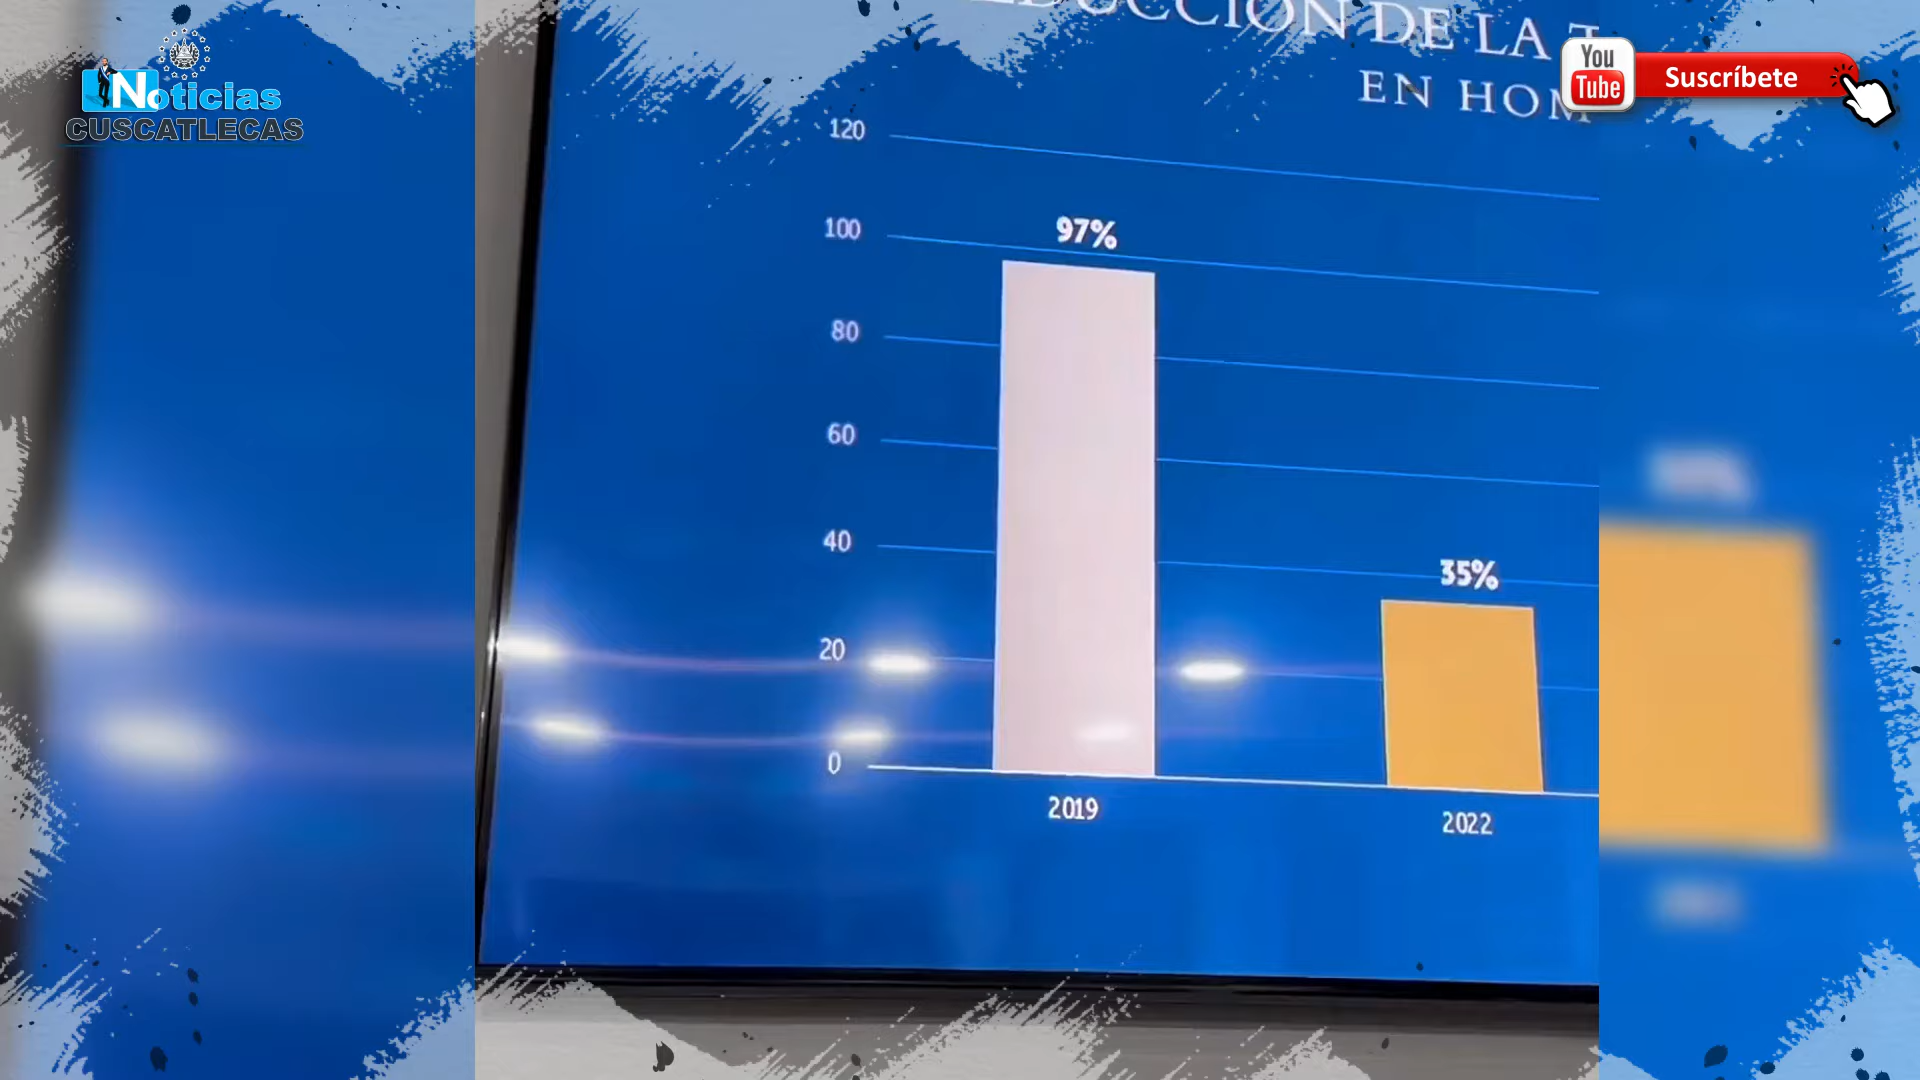 Noticias
CUSCATLECAS
You
Tube
Suscríbete
DE LA
EN
120
100
97%
80
60
40
35%
20
0
2019
2022